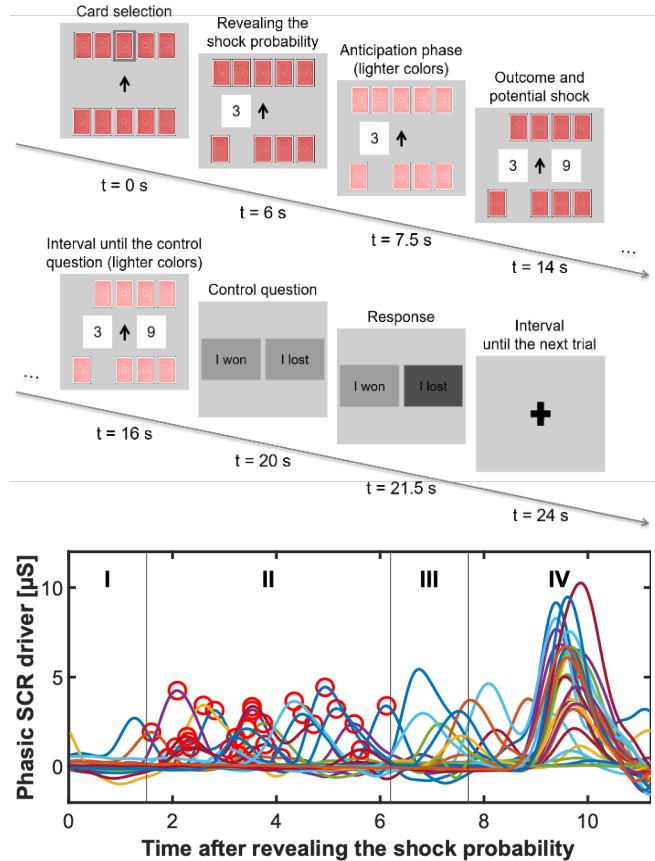 Card selection
Revealing the
shock probability
Anticipation phase
(lighter colors)
Outcome and
potential shock
3
3
3
9
t = 0 s
t = 6 s
t = 7.5 s
t = 14 s
...
Interval until the control
question (lighter colors)
Control question
Response
Interval
until the next trial
3
9
I won
I lost
I won
I lost
...
t = 16 s
t = 20 s
t = 21.5 s
t = 24 s
I
II
III
IV
10
5
0
Phasic SCR driver [µS]
0
2
4
6
8
10
Time after revealing the shock probability